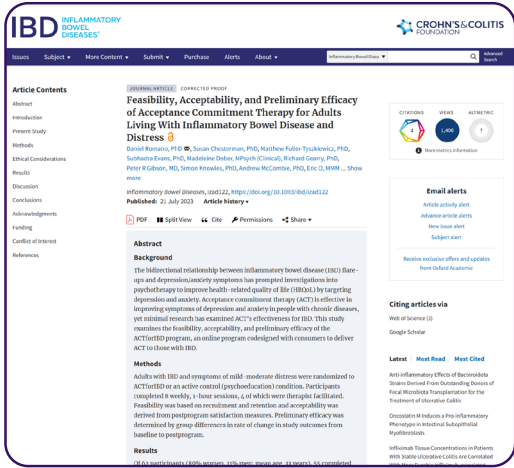 IBD INFLAMMATORY
BOWEL
DISEASES
CROHN'S & COLITIS
FOUNDATION
Issues Subject More Content Submit Purchase Alerts About
Inflammatory Bowel Disea
Advanced
Search
Article Contents
Abstract
Introduction
Present Study
Methods
Ethical Considerations
Results
Discussion
Conclusions
Acknowledgments
Funding
Conflict of Interest
References
JOURNAL ARTICLE CORRECTED PROOF
Feasibility, Acceptability, and Preliminary Efficacy
of Acceptance Commitment Therapy for Adults
Living With Inflammatory Bowel Disease and
Distress
Daniel Romano, PhD, Susan Chesterman, PhD, Matthew Fuller-Tyszkiewicz, PhD,
Subhadra Evans, PhD, Madeleine Dober, MPsych (Clinical), Richard Gearry, PhD,
Peter R Gibson, MD, Simon Knowles, PhD, Andrew McCombie, PhD, Eric O, MMM ... Show
more
Inflammatory Bowel Diseases, izad122, https://doi.org/10.1093/ibd/izad122
Published: 21 July 2023 Article history
PDF Split View Cite Permissions Share
Abstract
Background
The bidirectional relationship between inflammatory bowel disease (IBD) flare-
ups and depression/anxiety symptoms has prompted investigations into
psychotherapy to improve health-related quality of life (HRQoL) by targeting
depression and anxiety. Acceptance commitment therapy (ACT) is effective in
improving symptoms of depression and anxiety in people with chronic diseases,
yet minimal research has examined ACT's effectiveness for IBD. This study
examines the feasibility, acceptability, and preliminary efficacy of the
ACTforIBD program, an online program codesigned with consumers to deliver
ACT to those with IBD.
Methods
Adults with IBD and symptoms of mild-moderate distress were randomized to
ACTforIBD or an active control (psychoeducation) condition. Participants
completed 8 weekly, 1-hour sessions, 4 of which were therapist facilitated.
Feasibility was based on recruitment and retention and acceptability was
derived from postprogram satisfaction measures. Preliminary efficacy was
determined by group differences in rate of change in study outcomes from
baseline to postprogram.
Results
Of 62 participants (80% women, 11% men; mean age, 33 years), 55 completed
CITATIONS VIEWS ALTMETRIC
4 1,406 ?
More metrics information
Email alerts
Article activity alert
Advance article alerts
New issue alert
Subject alert
Receive exclusive offers and updates
from Oxford Academic
Citing articles via
Web of Science (3)
Google Scholar
Latest Most Read Most Cited
Anti-inflammatory Effects of Bacteroidota
Strains Derived From Outstanding Donors of
Fecal Microbiota Transplantation for the
Treatment of Ulcerative Colitis
Oncostatin M Induces a Pro-inflammatory
Phenotype in Intestinal Subepithelial
Myofibroblasts
Infliximab Tissue Concentrations in Patients
With Stable Ulcerative Colitis Are Correlated